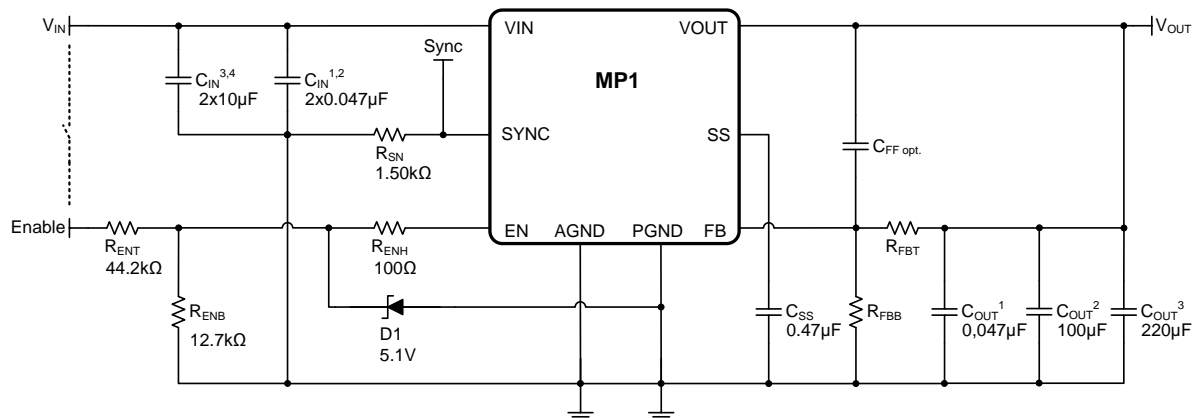 VIN
VIN
VOUT
VOUT
Sync
MP1
CIN3,4
2x10µF
CIN1,2
2x0.047µF
SYNC
SS
RSN
1.50kΩ
CFF opt.
Enable
EN
AGND
PGND
FB
RENT
44.2kΩ
RENH
100Ω
RFBT
RENB
12.7kΩ
D1
5.1V
CSS
0.47µF
RFBB
COUT1
0,047µF
COUT2
100µF
COUT3
220µF